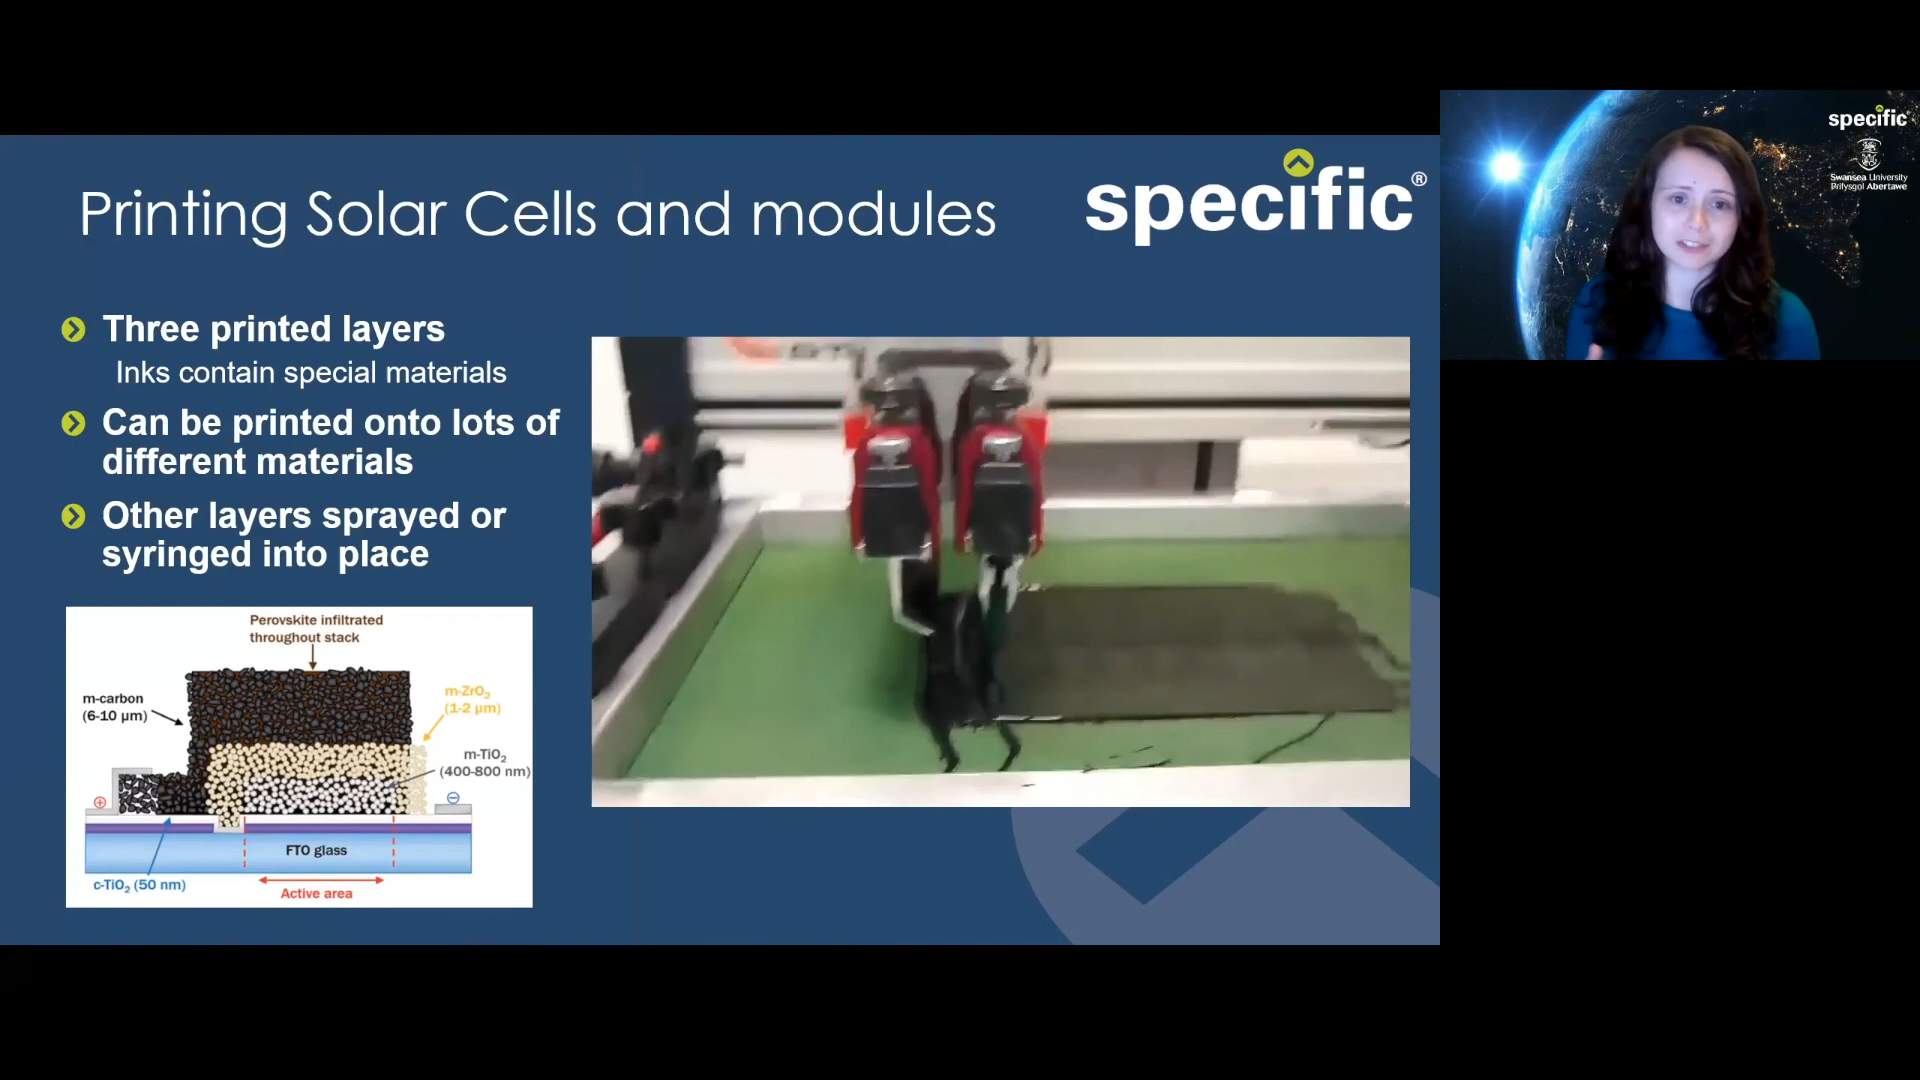 Printing Solar Cells and modules
specific®
Three printed layers
Inks contain special materials
Can be printed onto lots of
different materials
Other layers sprayed or
syringed into place
Perovskite infiltrated
throughout stack
m-carbon
(6-10 µm)
m-ZrO₂
(1-2 µm)
m-TiO₂
(400-800 nm)
FTO glass
c-TiO₂ (50 nm)
Active area
specific
Swansea University
Prifysgol Abertawe